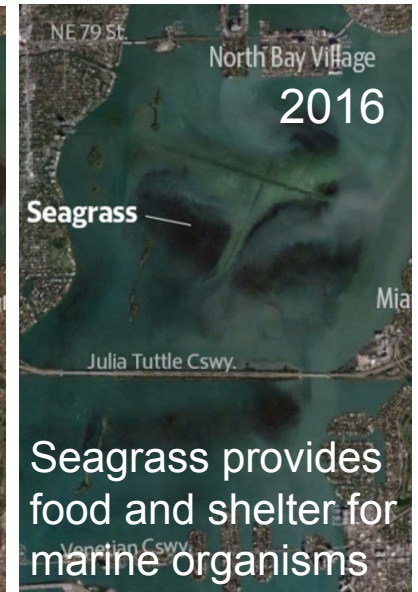 NE 79 St.
North Bay Village
2016
Seagrass
Mia
Julia Tuttle Cswy.
Seagrass provides
food and shelter for
Venetian Cswy.
marine organisms